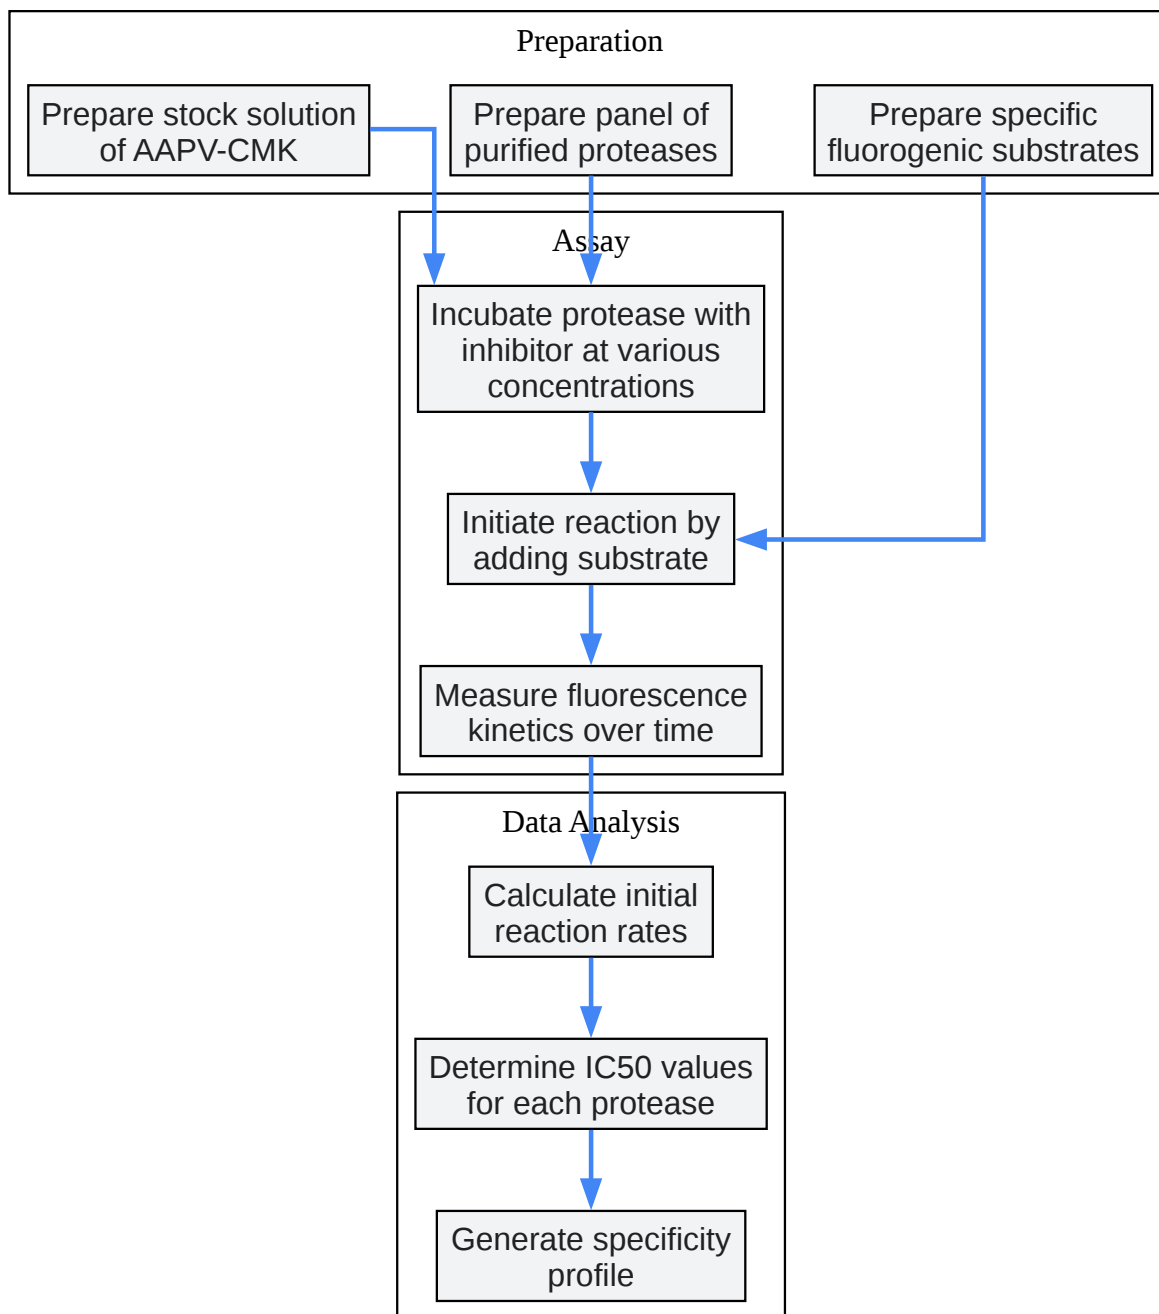 Preparation
Prepare stock solution
of AAPV-CMK
Prepare panel of
purified proteases
Prepare specific
fluorogenic substrates
Assay
Incubate protease with
inhibitor at various
concentrations
Initiate reaction by
adding substrate
Measure fluorescence
kinetics over time
Data Analysis
Calculate initial
reaction rates
Determine IC50 values
for each protease
Generate specificity
profile